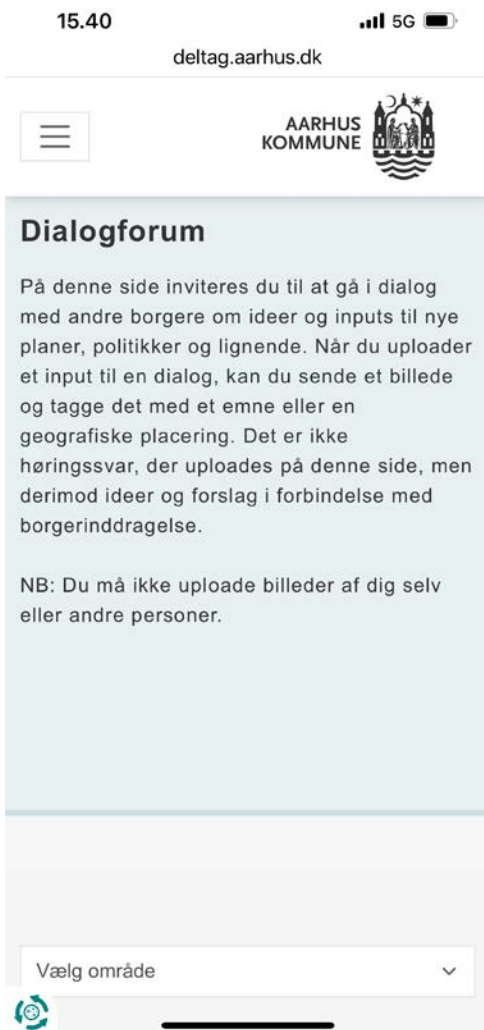 15.40
5G
deltag.aarhus.dk
AARHUS
KOMMUNE
Dialogforum
På denne side inviteres du til at gå i dialog
med andre borgere om ideer og inputs til nye
planer, politikker og lignende. Når du uploader
et input til en dialog, kan du sende et billede
og tagge det med et emne eller en
geografiske placering. Det er ikke
høringssvar, der uploades på denne side, men
derimod ideer og forslag i forbindelse med
borgerinddragelse.
NB: Du må ikke uploade billeder af dig selv
eller andre personer.
Vælg område